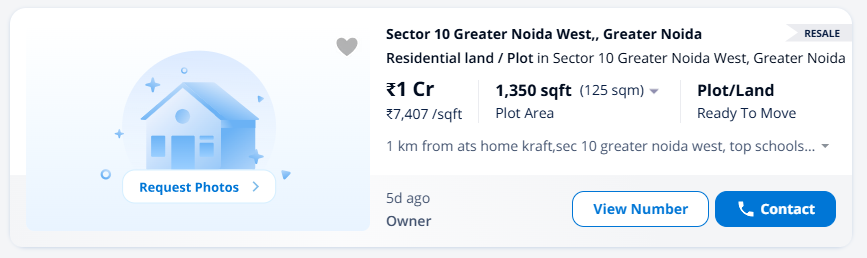 Sector 10 Greater Noida West,, Greater Noida
RESALE
Residential land / Plot in Sector 10 Greater Noida West, Greater Noida
₹1 Cr
₹7,407 /sqft
1,350 sqft (125 sqm)
Plot Area
Plot/Land
Ready To Move
1 km from ats home kraft,sec 10 greater noida west, top schools...
Request Photos
5d ago
Owner
View Number
Contact